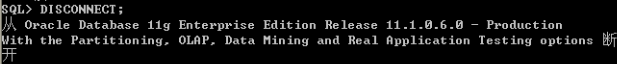 SQL> DISCONNECT;
从 Oracle Database 11g Enterprise Edition Release 11.1.0.6.0 - Production
With the Partitioning, OLAP, Data Mining and Real Application Testing options 断
开